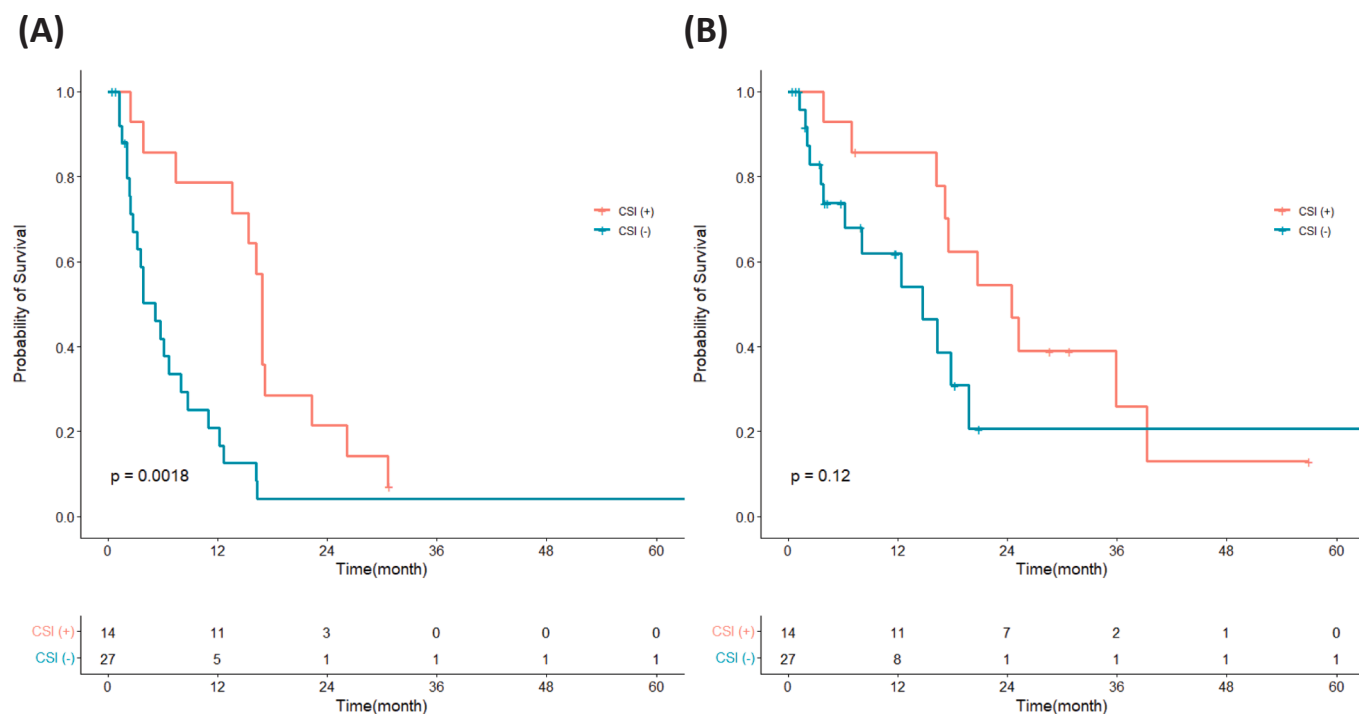 (A)
Probability of Survival
1.0
0.8
0.6
0.4
0.2
0.0
CSI (+)
CSI (-)
p = 0.0018
0 12 24 36 48 60
Time(month)
CSI (+) 14 11 3 0 0 0
CSI (-) 27 5 1 1 1 1
0 12 24 36 48 60
Time(month)
(B)
Probability of Survival
1.0
0.8
0.6
0.4
0.2
0.0
CSI (+)
CSI (-)
p = 0.12
0 12 24 36 48 60
Time(month)
CSI (+) 14 11 7 2 1 0
CSI (-) 27 8 1 1 1 1
0 12 24 36 48 60
Time(month)